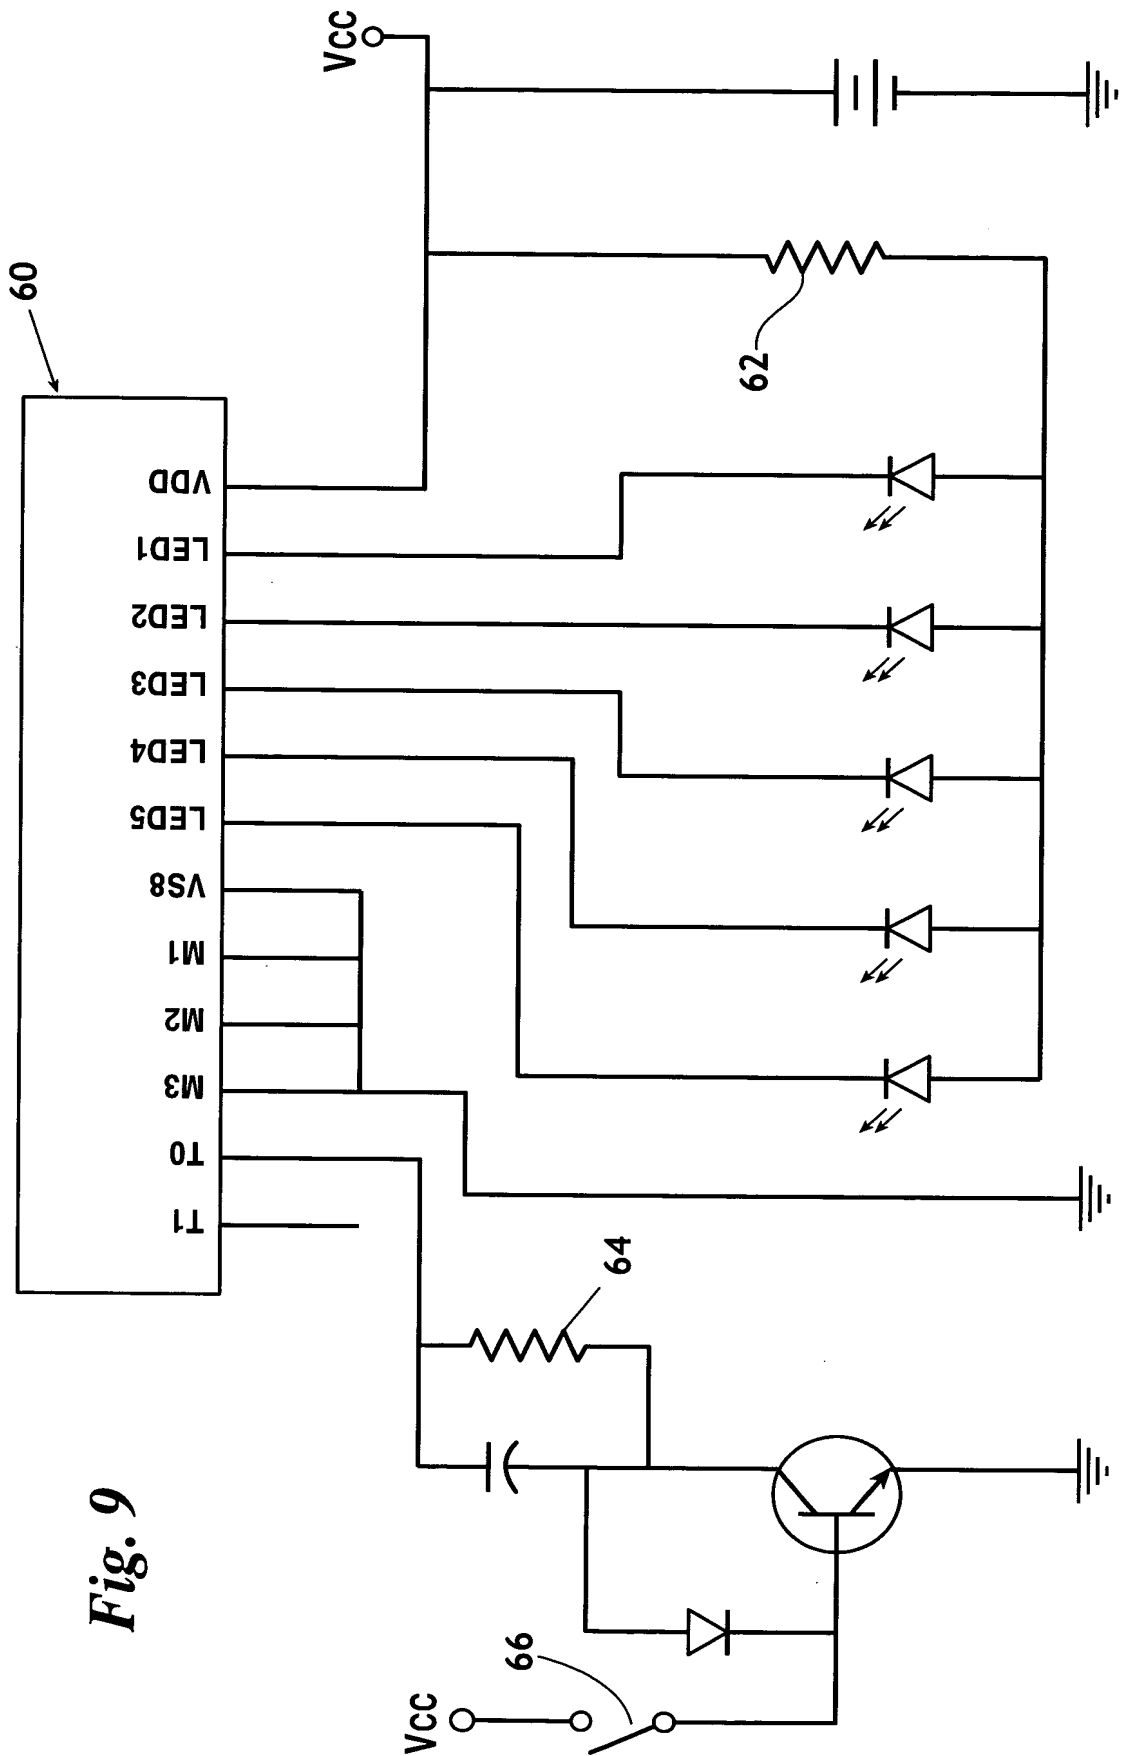 Fig. 9
60
VDD
LED1
LED2
LED3
LED4
LED5
VS8
M1
M2
M3
T0
T1
VCC
62
64
66
VCC